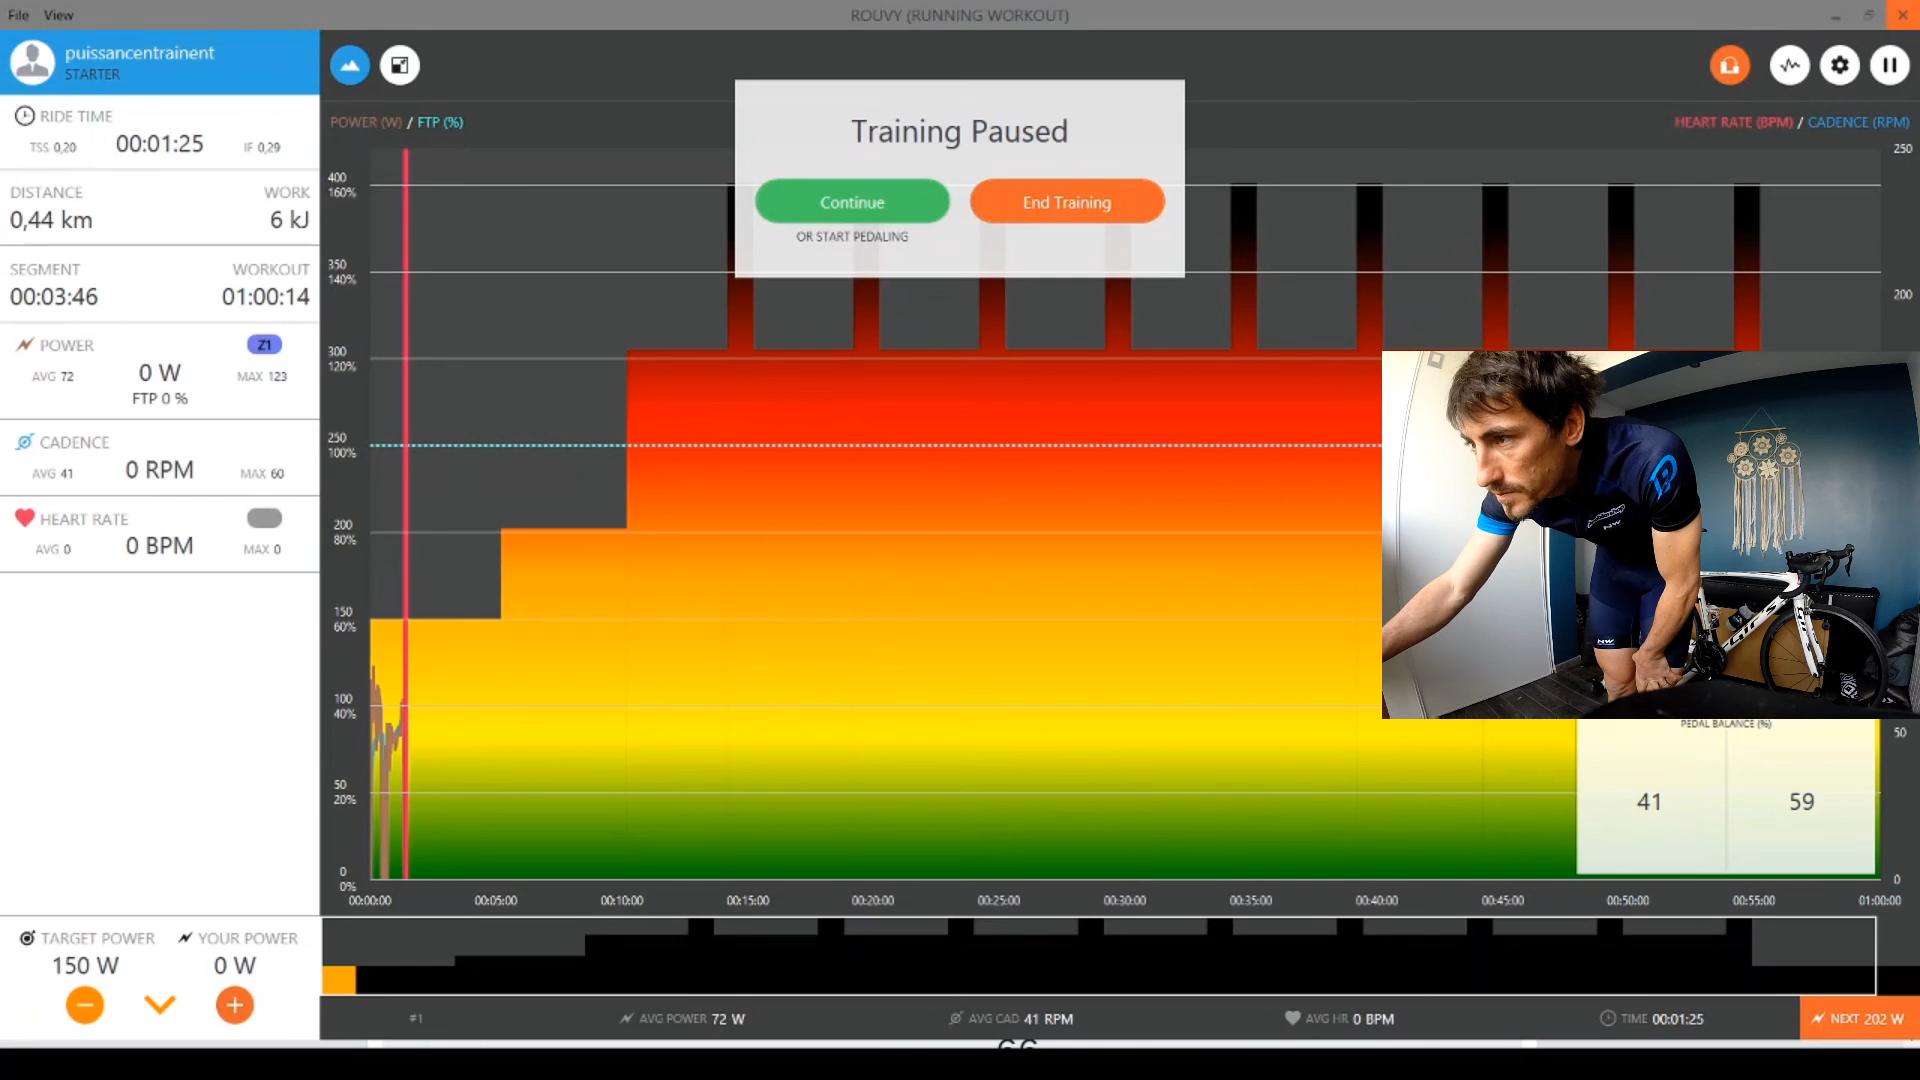 File View
ROUVY (RUNNING WORKOUT)
puissancentrainent
STARTER
RIDE TIME
TSS 0,20 00:01:25 IF 0,29
DISTANCE WORK
0,44 km 6 kJ
SEGMENT WORKOUT
00:03:46 01:00:14
POWER Z1
AVG 72 0 W MAX 123
FTP 0 %
CADENCE
AVG 41 0 RPM MAX 60
HEART RATE
AVG 0 0 BPM MAX 0
TARGET POWER YOUR POWER
150 W 0 W
POWER (W) / FTP (%)
HEART RATE (BPM) / CADENCE (RPM)
Training Paused
Continue End Training
OR START PEDALING
400
160%
350
140%
300
120%
250
100%
200
80%
150
60%
100
40%
50
20%
0
0%
250
200
50
0
PEDAL BALANCE (%)
41 59
00:00:00 00:05:00 00:10:00 00:15:00 00:20:00 00:25:00 00:30:00 00:35:00 00:40:00 00:45:00 00:50:00 00:55:00 01:00:00
#1 AVG POWER 72 W AVG CAD 41 RPM AVG HR 0 BPM TIME 00:01:25 NEXT 202 W